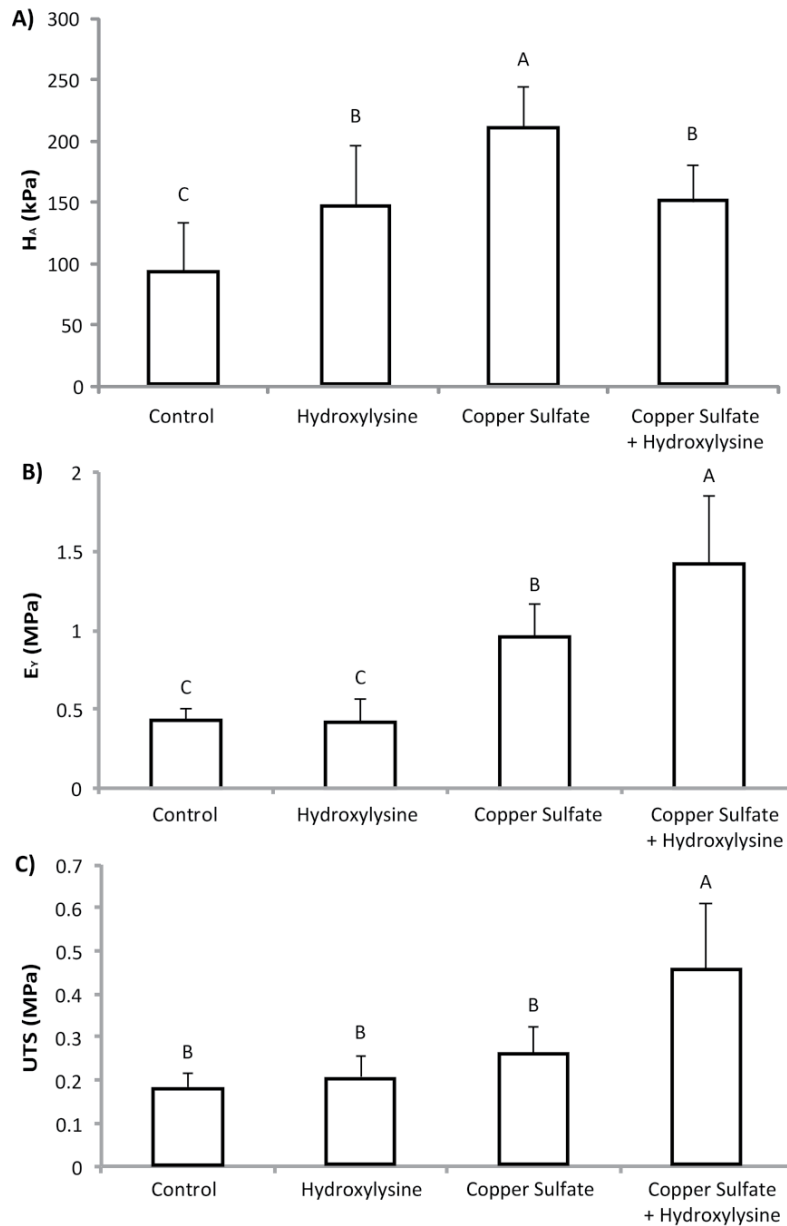 A)
300
250
200
150
100
50
0
H_A (kPa)
C
B
A
B
Control
Hydroxylysine
Copper Sulfate
Copper Sulfate
+ Hydroxylysine
B)
2
1.5
1
0.5
0
E_Y (MPa)
C
C
B
A
Control
Hydroxylysine
Copper Sulfate
Copper Sulfate
+ Hydroxylysine
C)
0.7
0.6
0.5
0.4
0.3
0.2
0.1
0
UTS (MPa)
B
B
B
A
Control
Hydroxylysine
Copper Sulfate
Copper Sulfate
+ Hydroxylysine